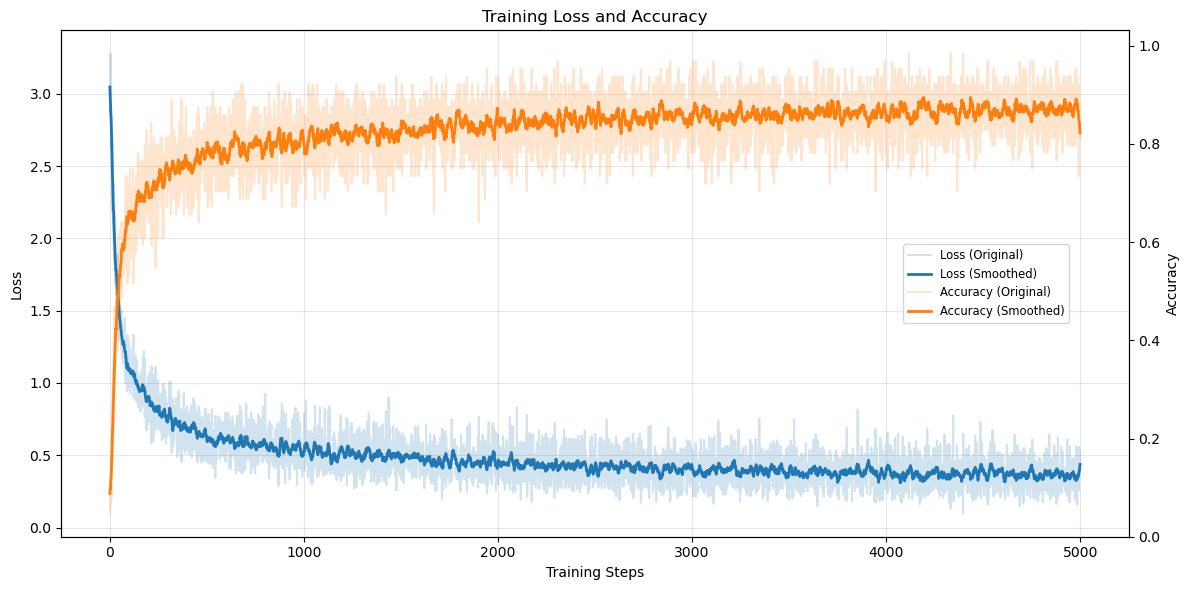 Training Loss and Accuracy
3.0
2.5
2.0
1.5
1.0
0.5
0.0
Loss
1.0
0.8
0.6
0.4
0.2
0.0
Accuracy
Loss (Original)
Loss (Smoothed)
Accuracy (Original)
Accuracy (Smoothed)
0 1000 2000 3000 4000 5000
Training Steps